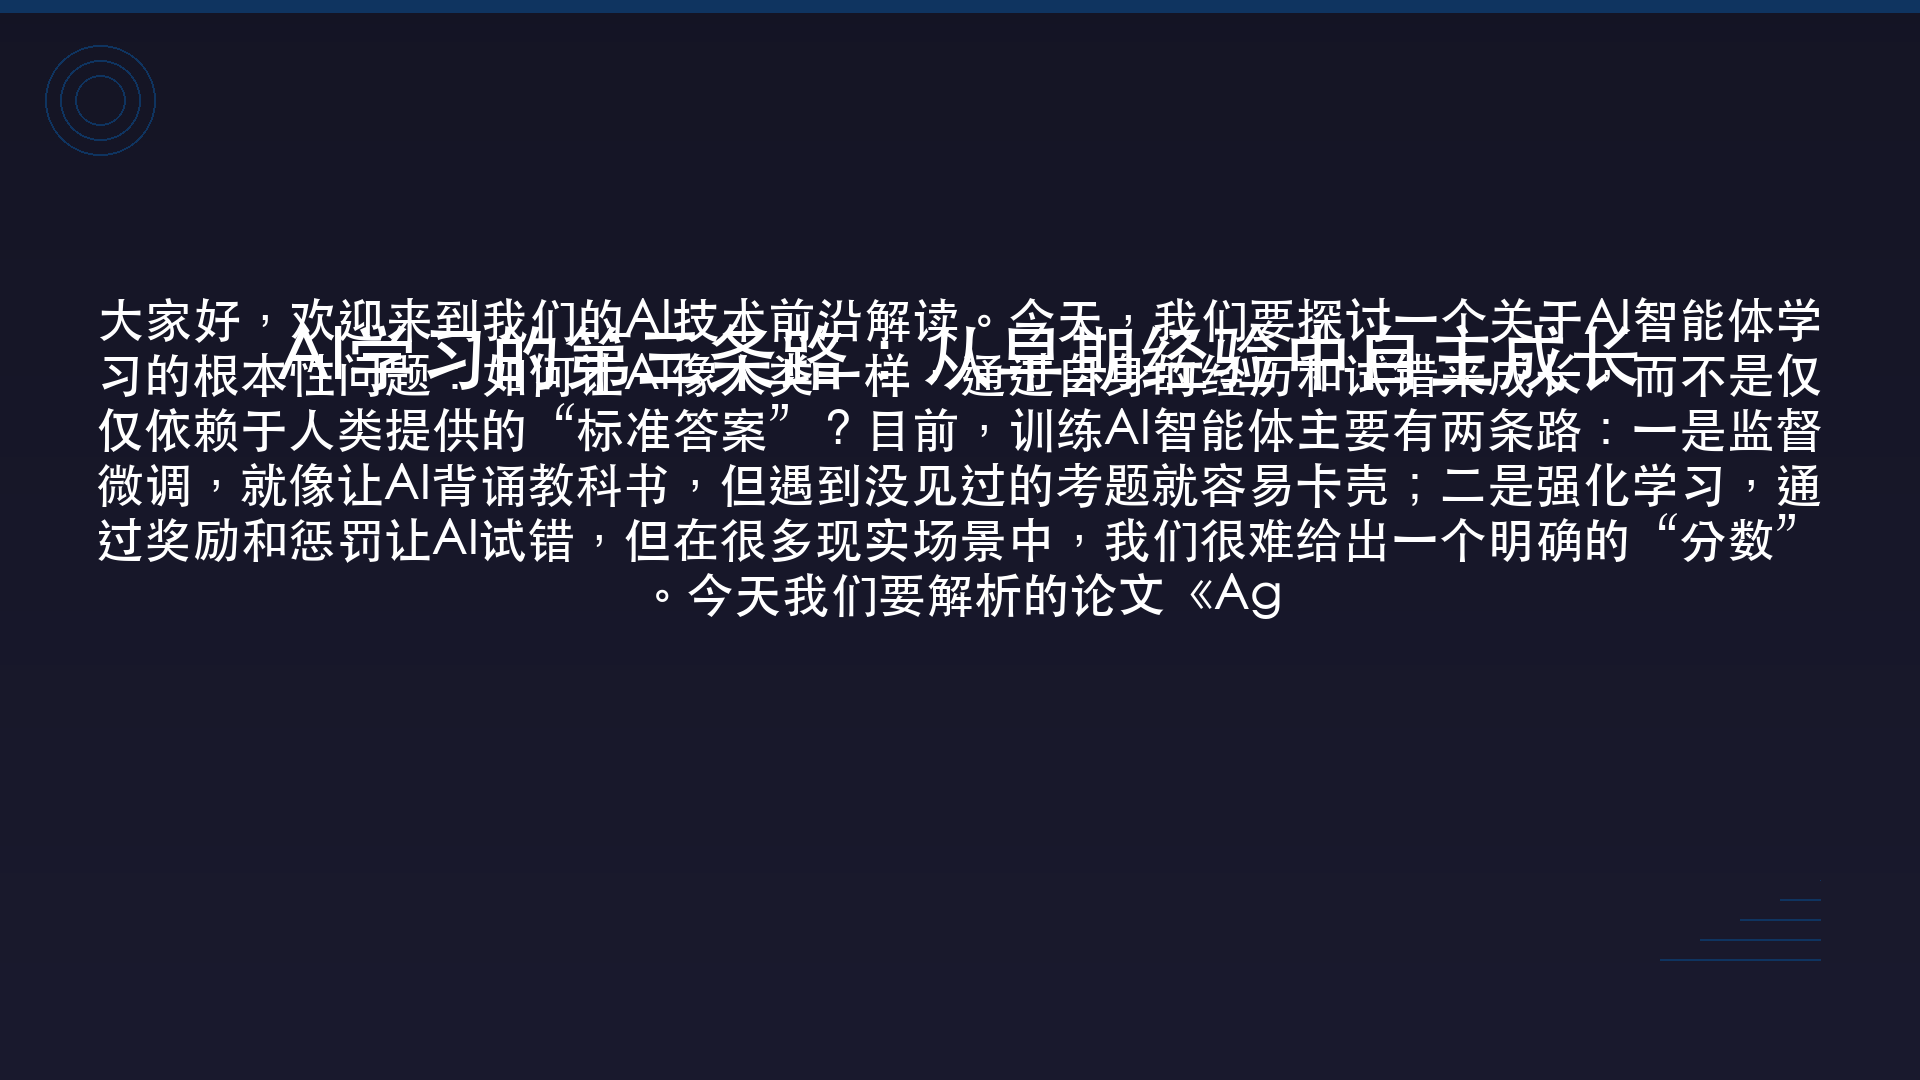 大家好，欢迎来到我们的AI技术前沿解读。今天，我们要探讨一个关于AI智能体学
AI学习的第三条路：从早期经验中自主成长
习的根本性问题：如何让AI像人类一样，通过自身的经历和试错来成长，而不是仅
仅依赖于人类提供的“标准答案”？目前，训练AI智能体主要有两条路：一是监督
微调，就像让AI背诵教科书，但遇到没见过的考题就容易卡壳；二是强化学习，通
过奖励和惩罚让AI试错，但在很多现实场景中，我们很难给出一个明确的“分数”
。今天我们要解析的论文《Ag